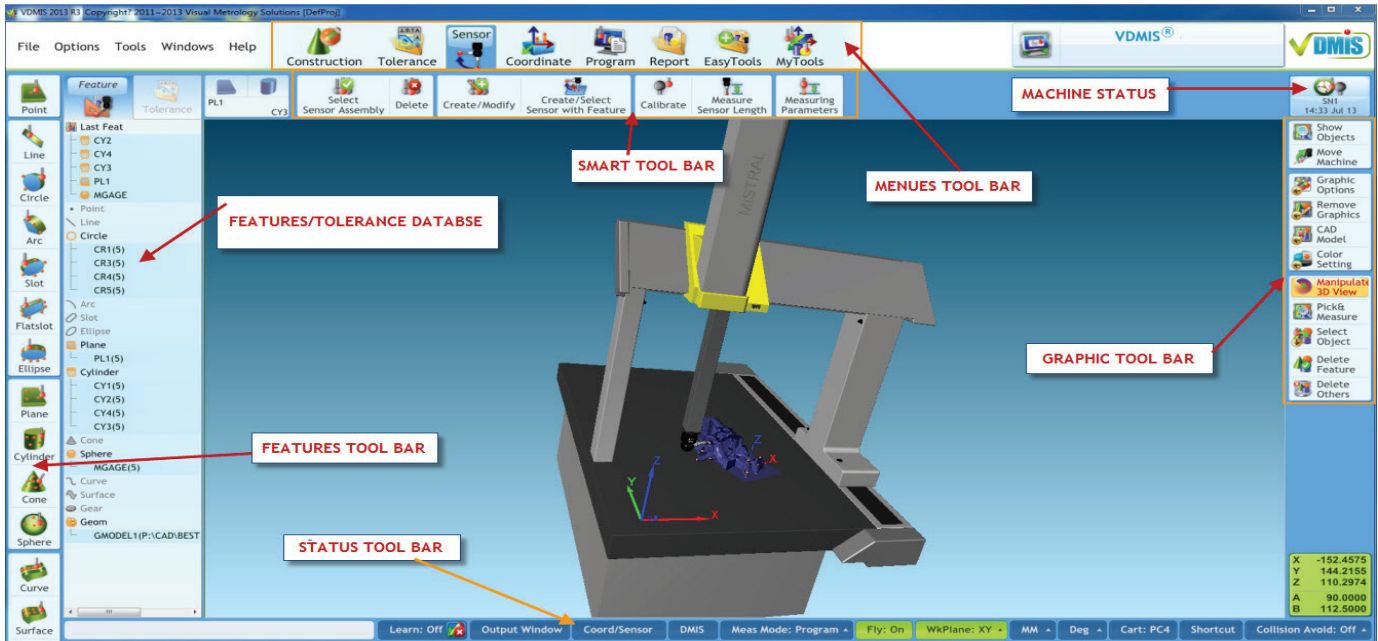 VDMIS 2013 R3 Copyright? 2011~2013 Visual Metrology Solutions [DefProj]
File Options Tools Windows Help
Construction Tolerance Sensor Coordinate Program Report EasyTools MyTools
VDMIS®
VDMIS
Point
Line
Circle
Arc
Slot
Flatslot
Ellipse
Plane
Cylinder
Cone
Sphere
Curve
Surface
Feature
Tolerance
PL1
CY3
Select
Sensor Assembly
Delete
Create/Modify
Create/Select
Sensor with Feature
Calibrate
Measure
Sensor Length
Measuring
Parameters
MACHINE STATUS
SN1
14:33 Jul 13
Last Feat
CY2
CY4
CY3
PL1
MGAGE
Point
Line
Circle
CR1(5)
CR3(5)
CR4(5)
CR5(5)
Arc
Slot
Ellipse
Plane
PL1(5)
Cylinder
CY1(5)
CY2(5)
CY4(5)
CY3(5)
Cone
Sphere
MGAGE(5)
Curve
Surface
Gear
Geom
GMODEL1(P:\CAD\BEST
SMART TOOL BAR
MENUES TOOL BAR
FEATURES/TOLERANCE DATABSE
MISTRAL
GRAPHIC TOOL BAR
FEATURES TOOL BAR
STATUS TOOL BAR
Z
X
Z
Y
X
Show
Objects
Move
Machine
Graphic
Options
Remove
Graphics
CAD
Model
Color
Setting
Manipulate
3D View
Pick&
Measure
Select
Object
Delete
Feature
Delete
Others
X -152.4575
Y 144.2155
Z 110.2974
A 90.0000
B 112.5000
Learn: Off Output Window Coord/Sensor DMIS Meas Mode: Program Fly: On WkPlane: XY MM Deg Cart: PC4 Shortcut Collision Avoid: Off